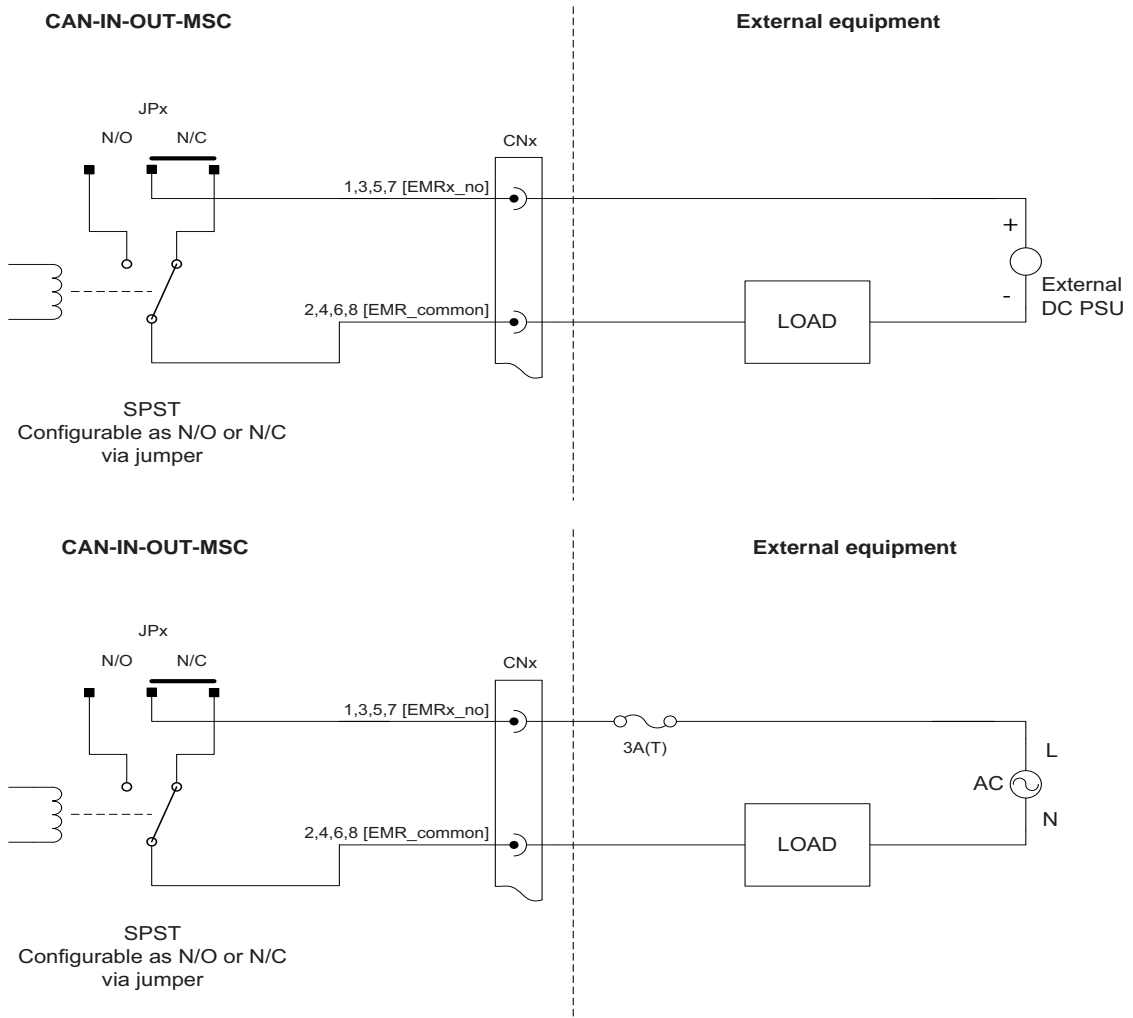 CAN-IN-OUT-MSC
External equipment
JPx
N/O N/C
CNx
1,3,5,7 [EMRx_no]
+
External
DC PSU
-
2,4,6,8 [EMR_common]
LOAD
SPST
Configurable as N/O or N/C
via jumper
CAN-IN-OUT-MSC
External equipment
JPx
N/O N/C
CNx
1,3,5,7 [EMRx_no]
3A(T)
L
AC
N
2,4,6,8 [EMR_common]
LOAD
SPST
Configurable as N/O or N/C
via jumper